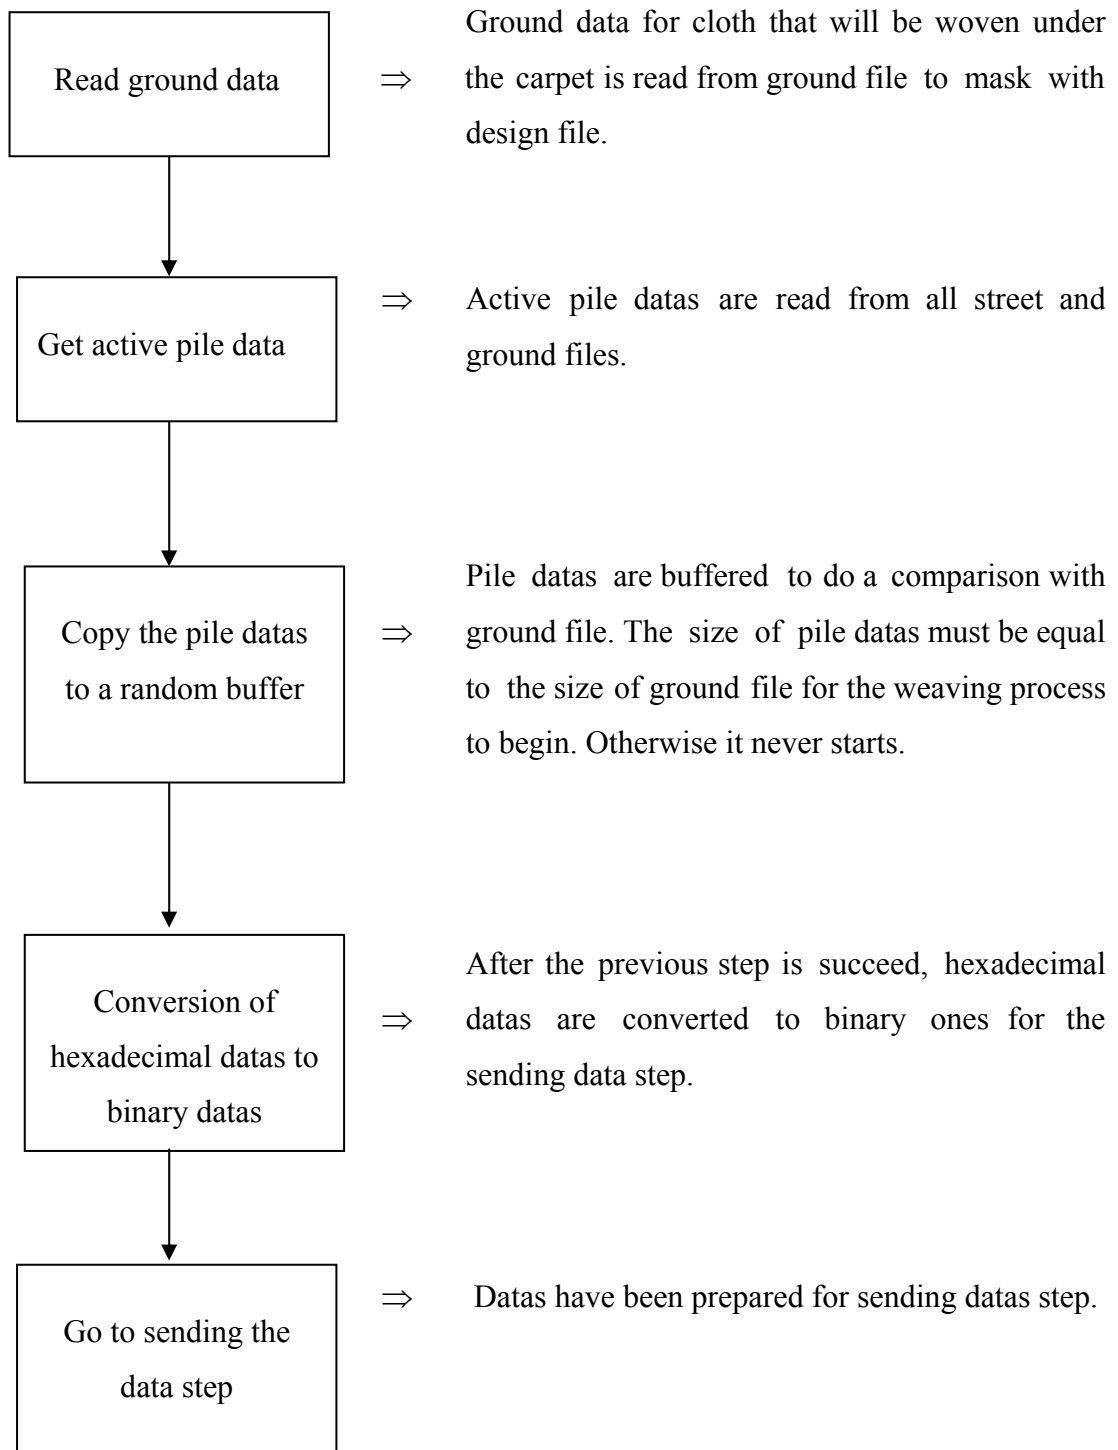 Read ground data
⇒
Ground data for cloth that will be woven under
the carpet is read from ground file to mask with
design file.
Get active pile data
⇒
Active pile datas are read from all street and
ground files.
Copy the pile datas
to a random buffer
⇒
Pile datas are buffered to do a comparison with
ground file. The size of pile datas must be equal
to the size of ground file for the weaving process
to begin. Otherwise it never starts.
Conversion of
hexadecimal datas to
binary datas
⇒
After the previous step is succeed, hexadecimal
datas are converted to binary ones for the
sending data step.
Go to sending the
data step
⇒
Datas have been prepared for sending datas step.